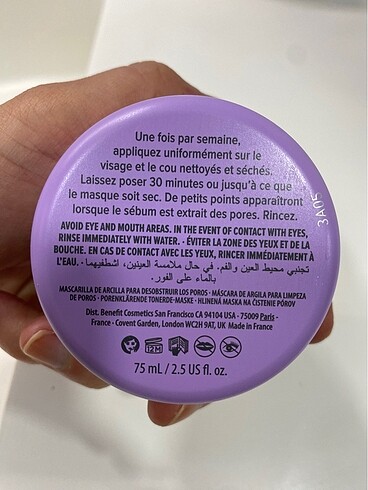 Une fois par semaine,
appliquez uniformément sur le
visage et le cou nettoyés et séchés.
Laissez poser 30 minutes ou jusqu'à ce que
le masque soit sec. De petits points apparaîtront
lorsque le sébum est extrait des pores. Rincez.
AVOID EYE AND MOUTH AREAS. IN THE EVENT OF CONTACT WITH EYES,
RINSE IMMEDIATELY WITH WATER. • ÉVITER LA ZONE DES YEUX ET DE LA
BOUCHE. EN CAS DE CONTACT AVEC LES YEUX, RINCER IMMÉDIATEMENT À
L'EAU. • تجنبي محيط العين والفم. في حال ملامسة العينين، اشطفيهما
بالماء على الفور.
MASCARILLA DE ARCILLA PARA DESOBSTRUIR LOS POROS • MÁSCARA DE ARGILA PARA LIMPEZA
DE POROS • PORENKLÄRENDE TONERDE-MASKE • HLINENÁ MASKA NA ČISTENIE PÓROV
Dist. Benefit Cosmetics San Francisco CA 94104 USA • 75009 Paris -
France • Covent Garden, London WC2H 9AT, UK Made in France
12M
75 mL / 2.5 US fl. oz.
3A05